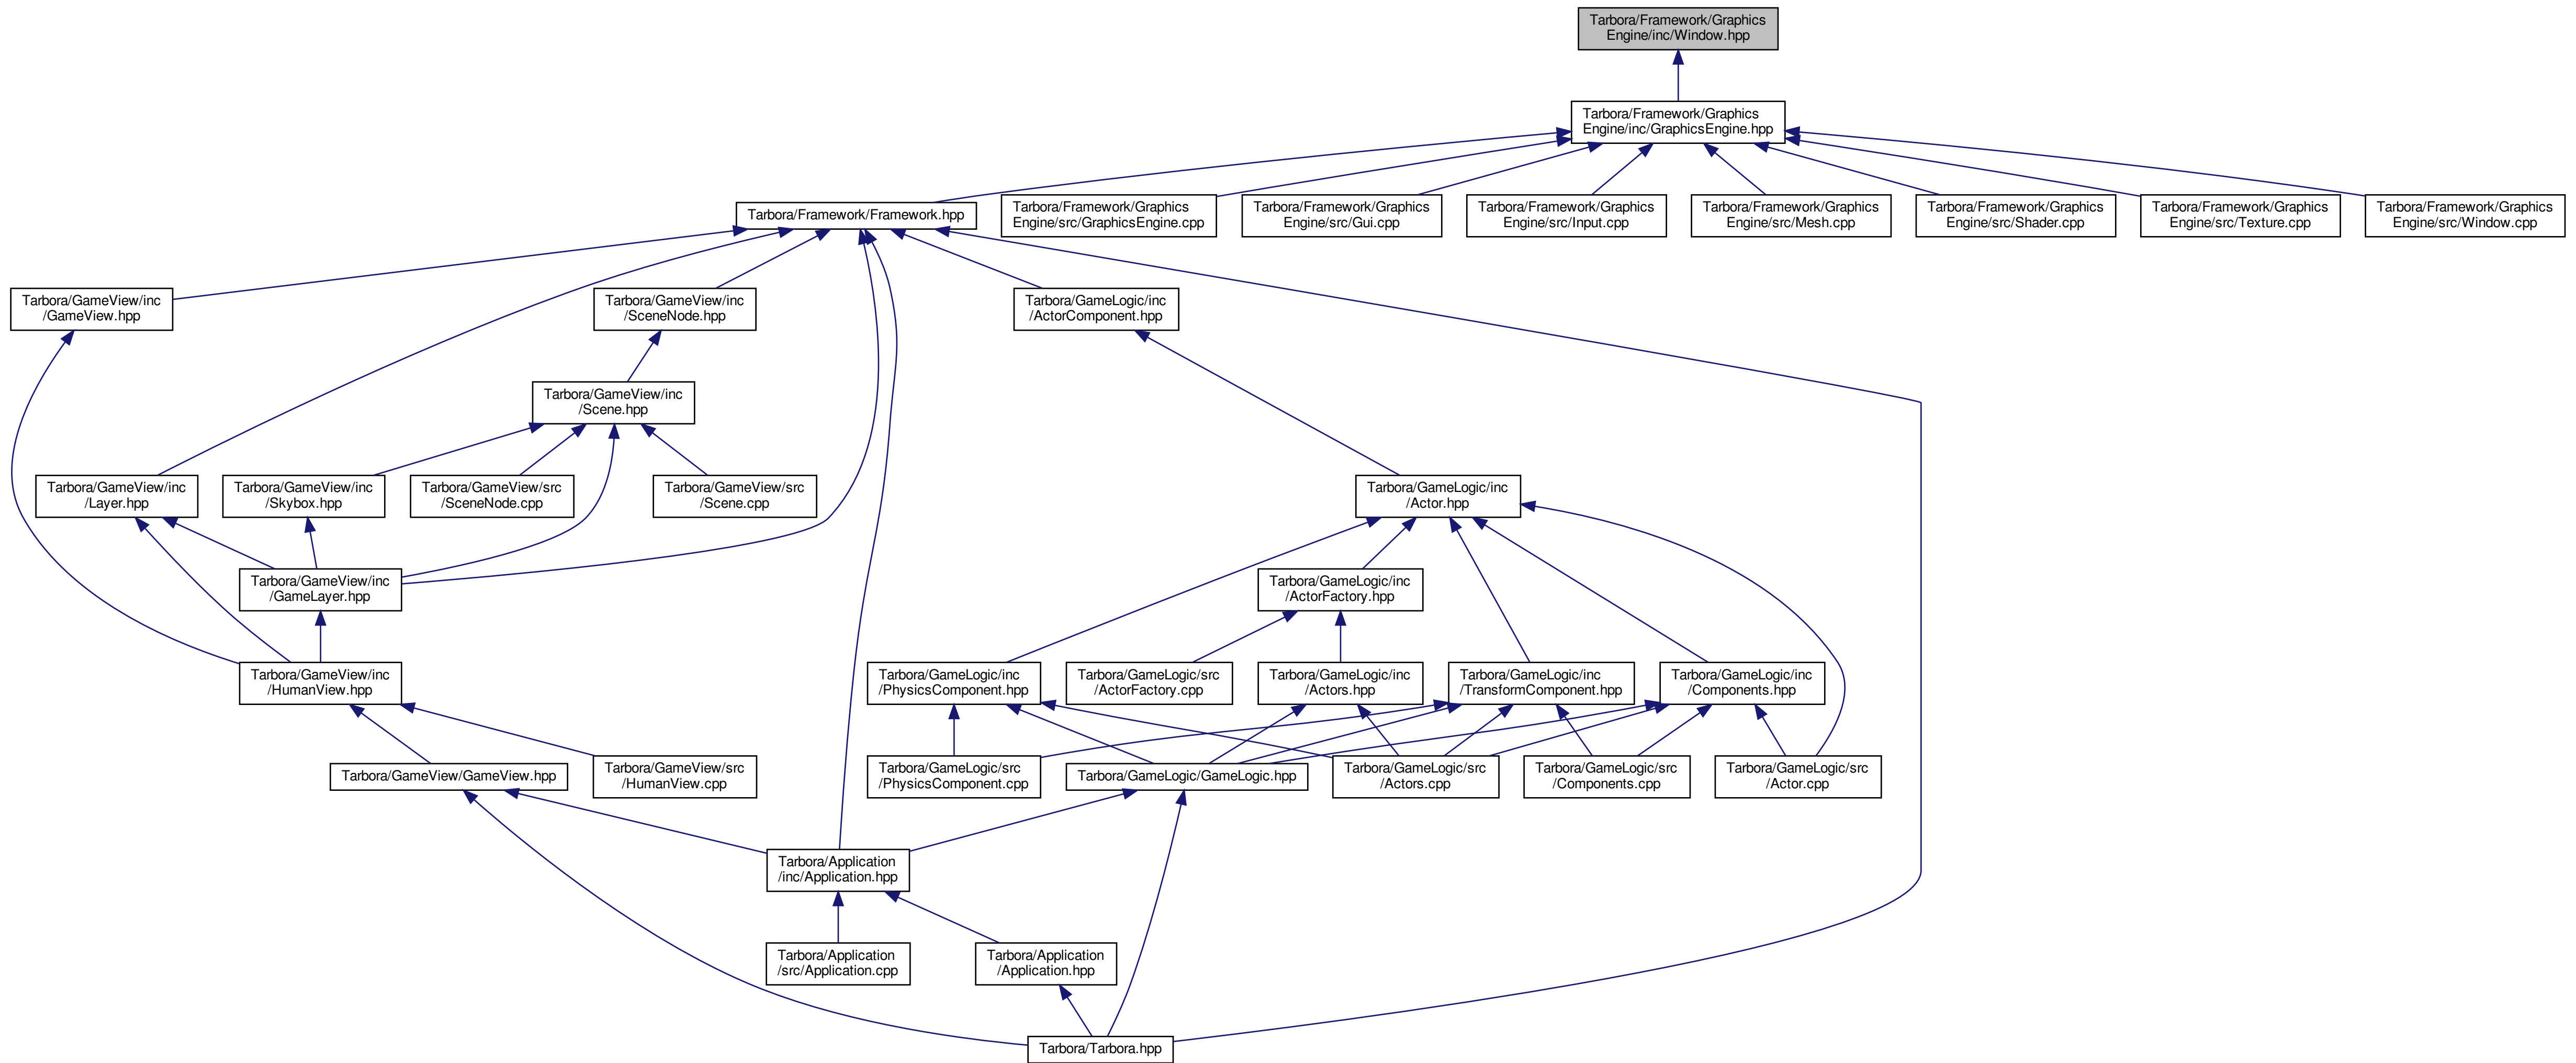 Tarbora/Framework/Graphics
Engine/inc/Window.hpp
Tarbora/Framework/Graphics
Engine/inc/GraphicsEngine.hpp
Tarbora/Framework/Framework.hpp
Tarbora/Framework/Graphics
Engine/src/GraphicsEngine.cpp
Tarbora/Framework/Graphics
Engine/src/Gui.cpp
Tarbora/Framework/Graphics
Engine/src/Input.cpp
Tarbora/Framework/Graphics
Engine/src/Mesh.cpp
Tarbora/Framework/Graphics
Engine/src/Shader.cpp
Tarbora/Framework/Graphics
Engine/src/Texture.cpp
Tarbora/Framework/Graphics
Engine/src/Window.cpp
Tarbora/GameView/inc
/GameView.hpp
Tarbora/GameView/inc
/SceneNode.hpp
Tarbora/GameLogic/inc
/ActorComponent.hpp
Tarbora/GameView/inc
/Scene.hpp
Tarbora/GameView/inc
/Layer.hpp
Tarbora/GameView/inc
/Skybox.hpp
Tarbora/GameView/src
/SceneNode.cpp
Tarbora/GameView/src
/Scene.cpp
Tarbora/GameLogic/inc
/Actor.hpp
Tarbora/GameView/inc
/GameLayer.hpp
Tarbora/GameLogic/inc
/ActorFactory.hpp
Tarbora/GameView/inc
/HumanView.hpp
Tarbora/GameLogic/inc
/PhysicsComponent.hpp
Tarbora/GameLogic/src
/ActorFactory.cpp
Tarbora/GameLogic/inc
/Actors.hpp
Tarbora/GameLogic/inc
/TransformComponent.hpp
Tarbora/GameLogic/inc
/Components.hpp
Tarbora/GameView/GameView.hpp
Tarbora/GameView/src
/HumanView.cpp
Tarbora/GameLogic/src
/PhysicsComponent.cpp
Tarbora/GameLogic/GameLogic.hpp
Tarbora/GameLogic/src
/Actors.cpp
Tarbora/GameLogic/src
/Components.cpp
Tarbora/GameLogic/src
/Actor.cpp
Tarbora/Application
/inc/Application.hpp
Tarbora/Application
/src/Application.cpp
Tarbora/Application
/Application.hpp
Tarbora/Tarbora.hpp